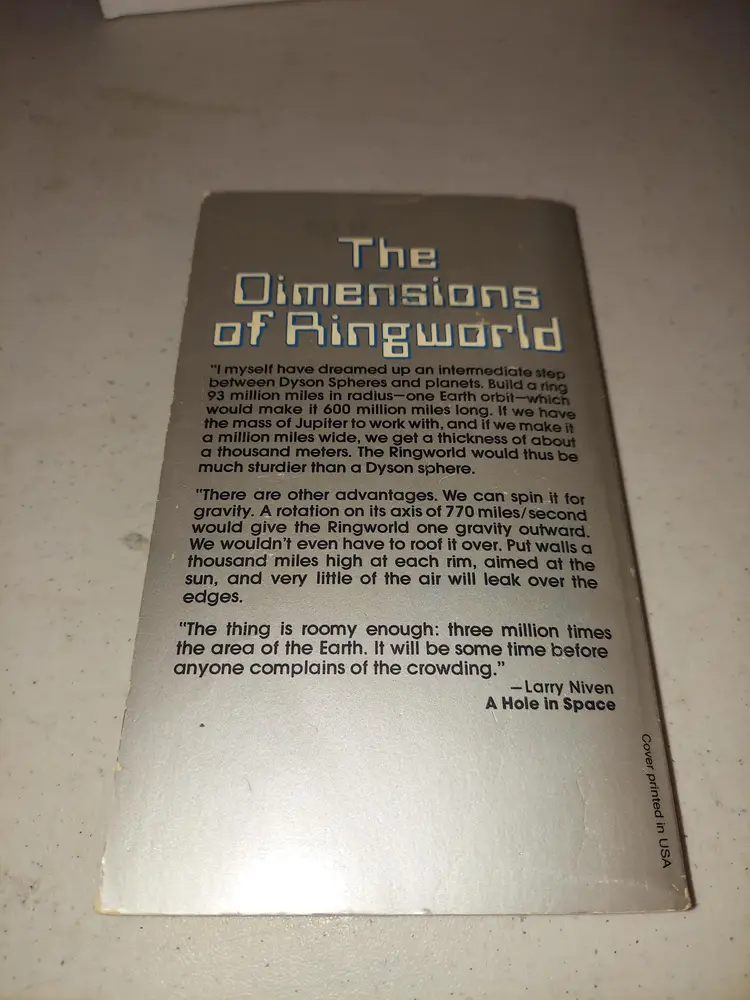 The
Dimensions
of Ringworld
"I myself have dreamed up an intermediate step
between Dyson Spheres and planets. Build a ring
93 million miles in radius—one Earth orbit—which
would make it 600 million miles long. If we have
the mass of Jupiter to work with, and if we make it
a million miles wide, we get a thickness of about
a thousand meters. The Ringworld would thus be
much sturdier than a Dyson sphere.
"There are other advantages. We can spin it for
gravity. A rotation on its axis of 770 miles/second
would give the Ringworld one gravity outward.
We wouldn't even have to roof it over. Put walls a
thousand miles high at each rim, aimed at the
sun, and very little of the air will leak over the
edges.
"The thing is roomy enough: three million times
the area of the Earth. It will be some time before
anyone complains of the crowding."
—Larry Niven
A Hole in Space
Cover printed in USA